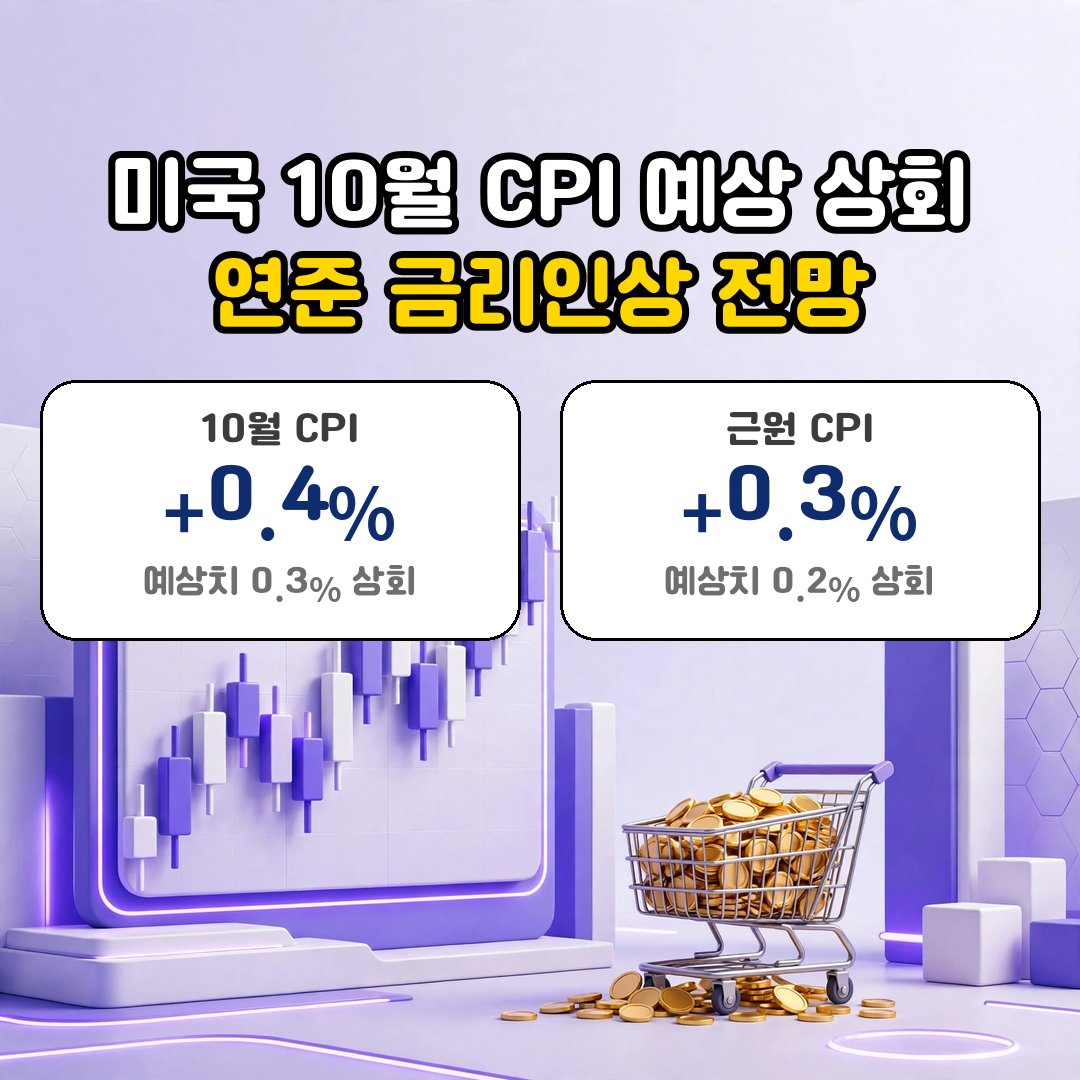 미국 10월 CPI 예상 상회
연준 금리인상 전망
10월 CPI
+0.4%
예상치 0.3% 상회
근원 CPI
+0.3%
예상치 0.2% 상회